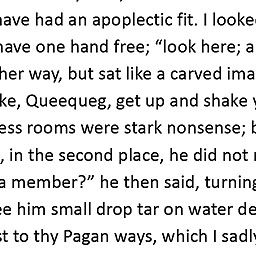 have had an apoplectic fit. I looke
have one hand free; “look here; a
her way, but sat like a carved ima
ke, Queequeg, get up and shake y
ess rooms were stark nonsense; b
, in the second place, he did not
a member?” he then said, turning
ee him small drop tar on water de
st to thy Pagan ways, which I sadly